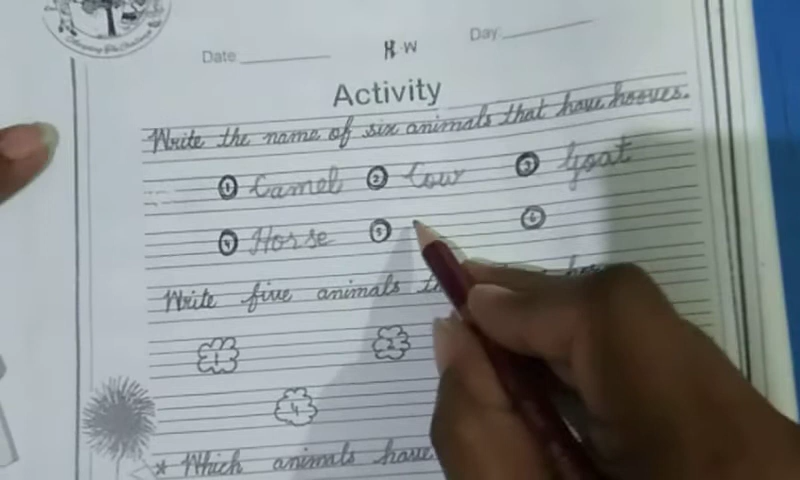 Date H.W Day
Activity
Write the name of six animals that have hooves.
1 Camel 2 Cow 3 Goat
4 Horse 5 6
Write five animals
1 2
4
* Which animals have